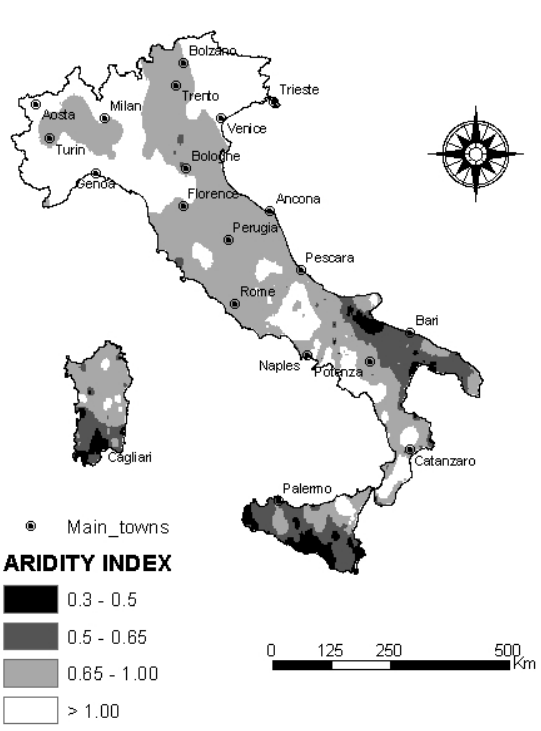 Bolzano
Trento
Trieste
Aosta
Milan
Venice
Turin
Bologne
Genoa
Florence
Ancona
Perugia
Pescara
Rome
Bari
Naples
Potenza
Cagliari
Catanzaro
Palermo
Main_towns
ARIDITY INDEX
0.3 - 0.5
0.5 - 0.65
0.65 - 1.00
> 1.00
0 125 250 500
Km